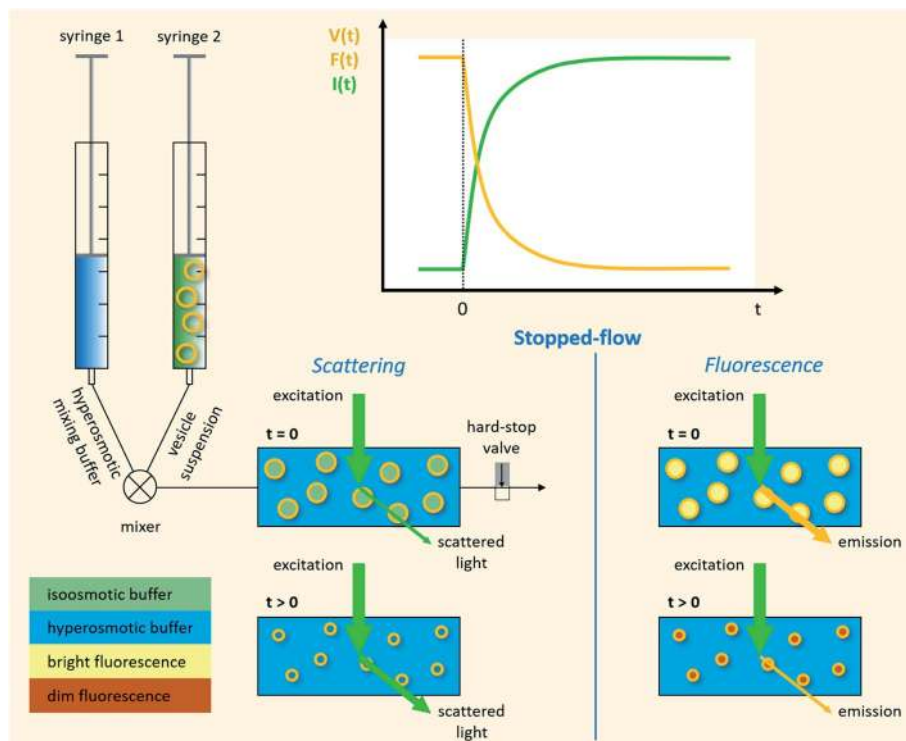 syringe 1
syringe 2
hyperosmotic
mixing buffer
vesicle
suspension
mixer
V(t)
F(t)
I(t)
0
t
Stopped-flow
Scattering
excitation
t = 0
hard-stop
valve
scattered
light
excitation
t > 0
scattered
light
Fluorescence
excitation
t = 0
emission
excitation
t > 0
emission
isoosmotic buffer
hyperosmotic buffer
bright fluorescence
dim fluorescence